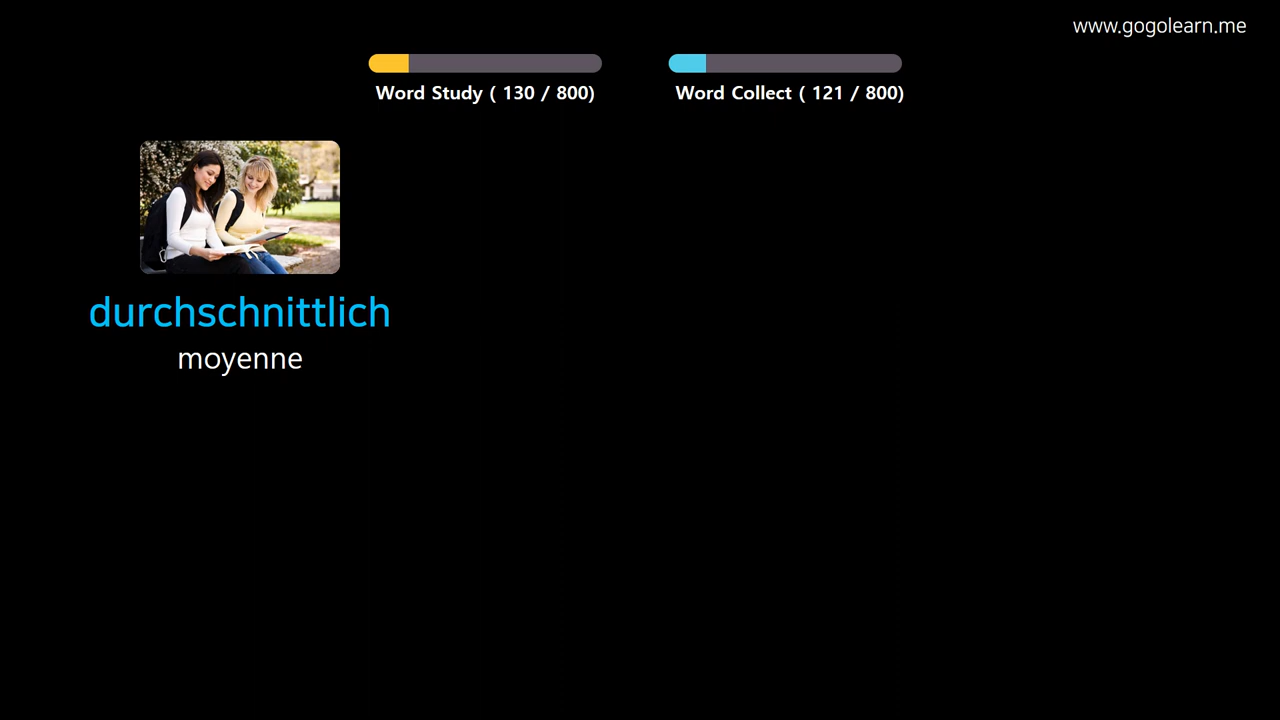 www.gogolearn.me
Word Study ( 130 / 800)
Word Collect ( 121 / 800)
durchschnittlich
moyenne